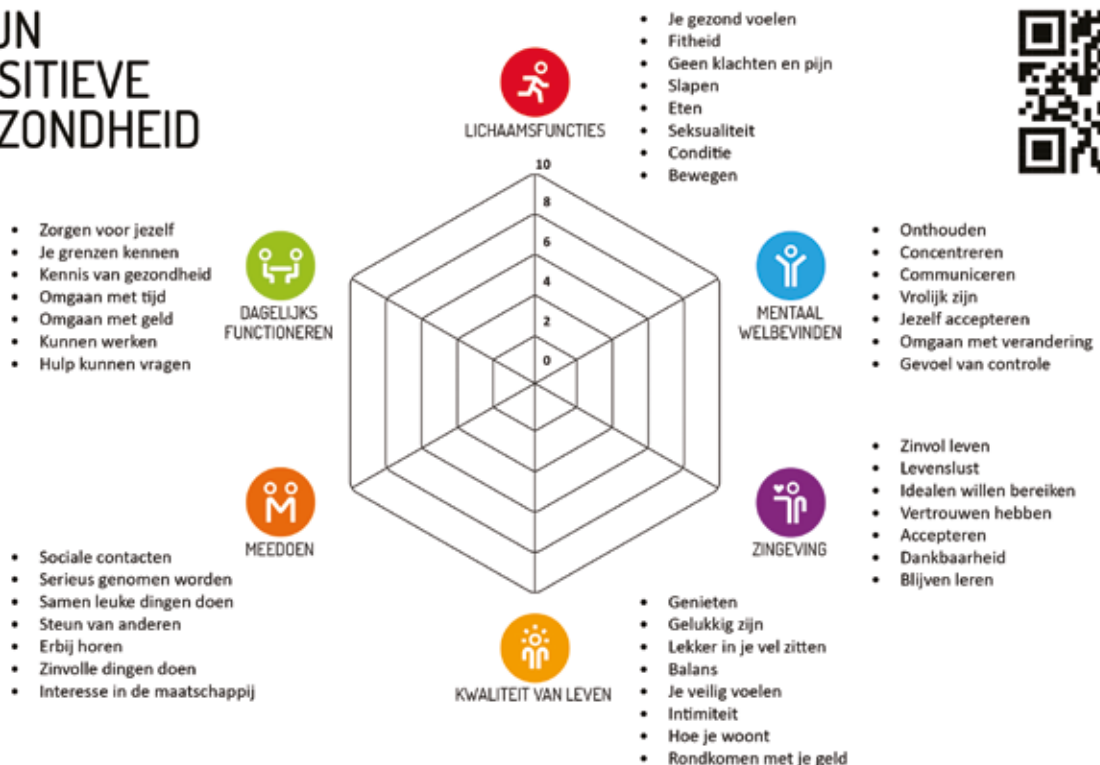 JN
SITIEVE
ZONDHEID
• Je gezond voelen
• Fitheid
• Geen klachten en pijn
• Slapen
• Eten
• Seksualiteit
• Conditie
• Bewegen
LICHAAMSFUNCTIES
10
8
6
4
2
0
• Zorgen voor jezelf
• Je grenzen kennen
• Kennis van gezondheid
• Omgaan met tijd
• Omgaan met geld
• Kunnen werken
• Hulp kunnen vragen
DAGELIJKS
FUNCTIONEREN
MENTAAL
WELBEVINDEN
• Onthouden
• Concentreren
• Communiceren
• Vrolijk zijn
• Jezelf accepteren
• Omgaan met verandering
• Gevoel van controle
• Zinvol leven
• Levenslust
• Idealen willen bereiken
• Vertrouwen hebben
• Accepteren
• Dankbaarheid
• Blijven leren
ZINGEVING
MEEDOEN
• Sociale contacten
• Serieus genomen worden
• Samen leuke dingen doen
• Steun van anderen
• Erbij horen
• Zinvolle dingen doen
• Interesse in de maatschappij
KWALITEIT VAN LEVEN
• Genieten
• Gelukkig zijn
• Lekker in je vel zitten
• Balans
• Je veilig voelen
• Intimiteit
• Hoe je woont
• Rondkomen met je geld